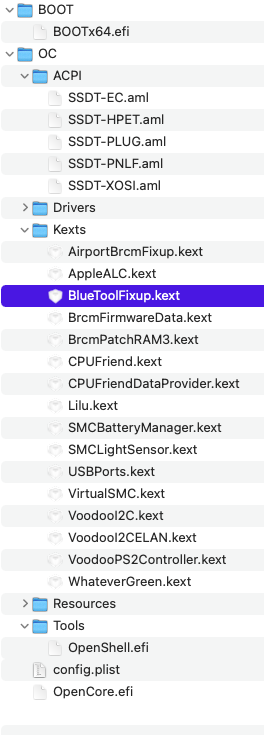 BOOT
BOOTx64.efi
OC
ACPI
SSDT-EC.aml
SSDT-HPET.aml
SSDT-PLUG.aml
SSDT-PNLF.aml
SSDT-XOSI.aml
Drivers
Kexts
AirportBrcmFixup.kext
AppleALC.kext
BlueToolFixup.kext
BrcmFirmwareData.kext
BrcmPatchRAM3.kext
CPUFriend.kext
CPUFriendDataProvider.kext
Lilu.kext
SMCBatteryManager.kext
SMCLightSensor.kext
USBPorts.kext
VirtualSMC.kext
VoodooI2C.kext
VoodooI2CELAN.kext
VoodooPS2Controller.kext
WhateverGreen.kext
Resources
Tools
OpenShell.efi
config.plist
OpenCore.efi